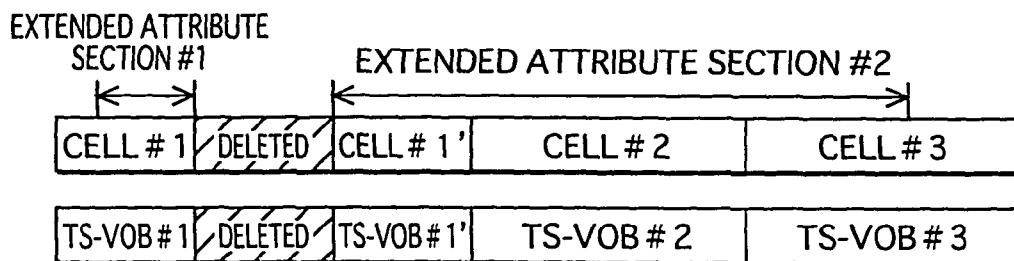 EXTENDED ATTRIBUTE
SECTION #1
EXTENDED ATTRIBUTE SECTION #2
CELL # 1 DELETED CELL # 1' CELL # 2 CELL # 3
TS-VOB # 1 DELETED TS-VOB # 1' TS-VOB # 2 TS-VOB # 3